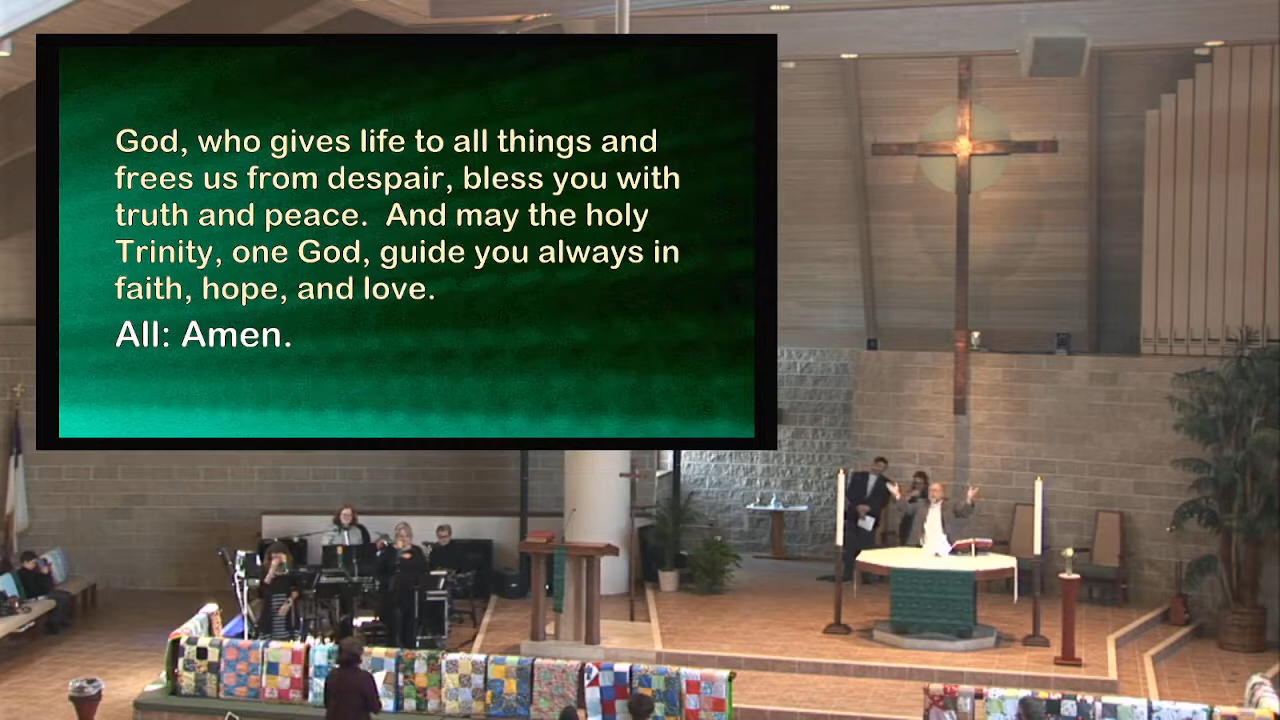 God, who gives life to all things and
frees us from despair, bless you with
truth and peace.  And may the holy
Trinity, one God, guide you always in
faith, hope, and love.
All: Amen.